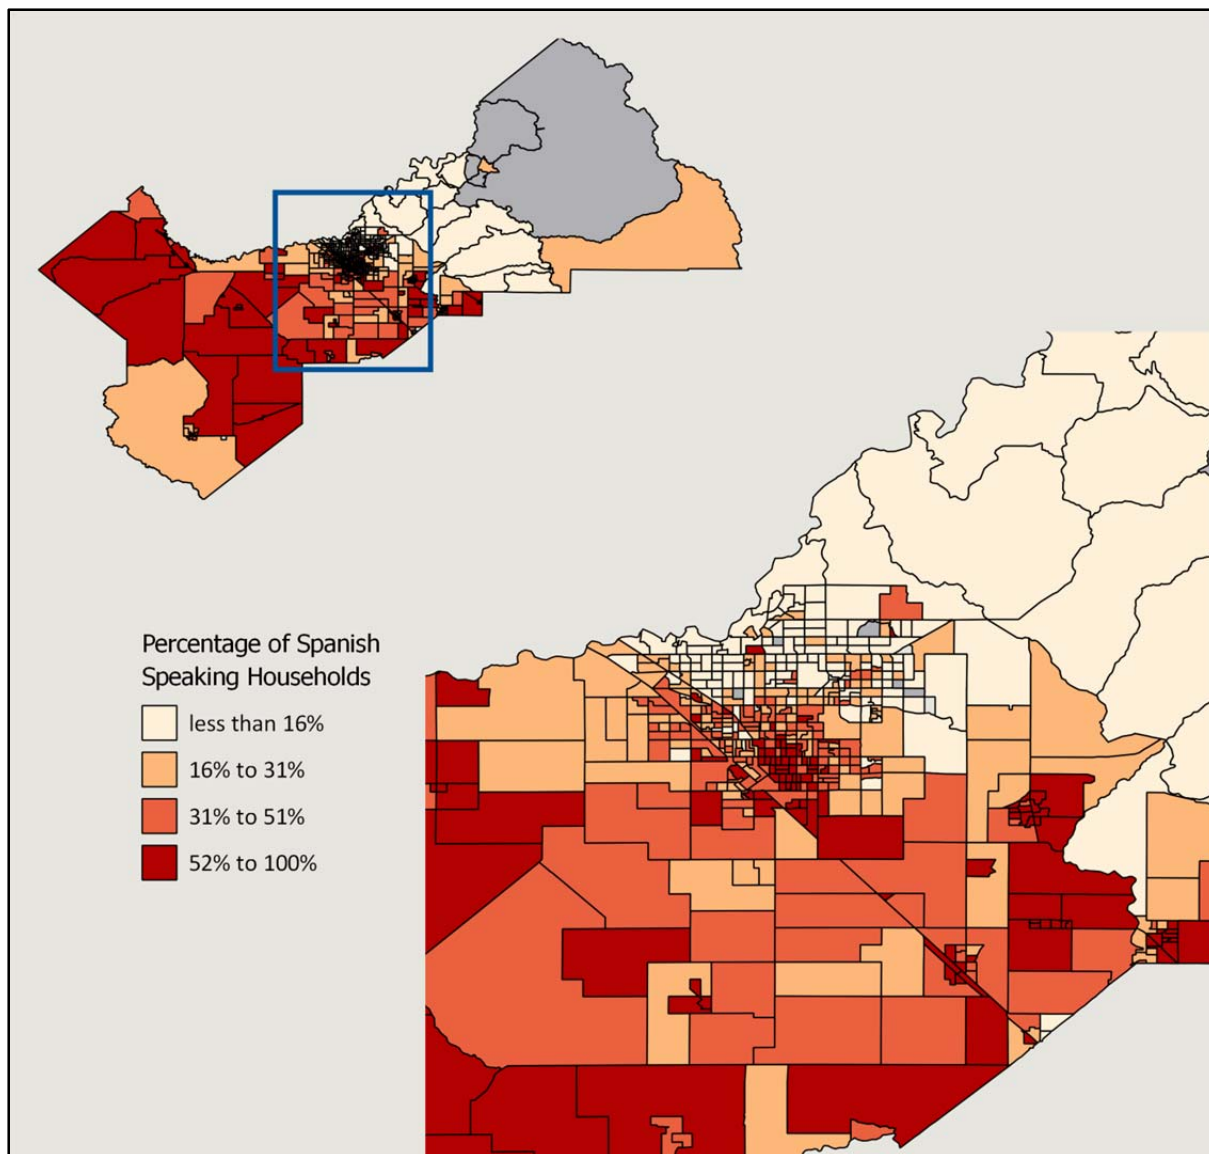 Percentage of Spanish
Speaking Households
less than 16%
16% to 31%
31% to 51%
52% to 100%